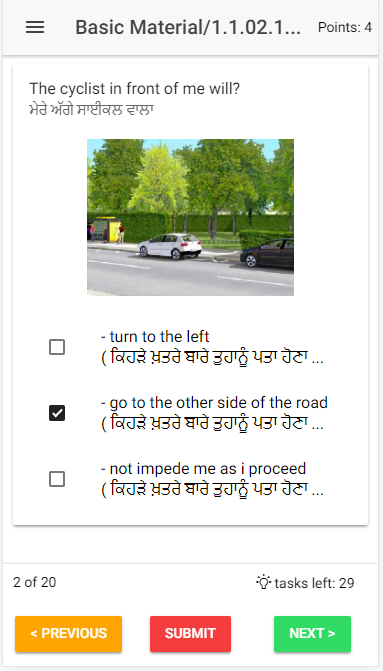 Basic Material/1.1.02.1...
Points: 4
The cyclist in front of me will?
ਮੇਰੇ ਅੱਗੇ ਸਾਈਕਲ ਵਾਲਾ
- turn to the left
( ਕਿਹੜੇ ਖ਼ਤਰੇ ਬਾਰੇ ਤੁਹਾਨੂੰ ਪਤਾ ਹੋਣਾ ...
- go to the other side of the road
( ਕਿਹੜੇ ਖ਼ਤਰੇ ਬਾਰੇ ਤੁਹਾਨੂੰ ਪਤਾ ਹੋਣਾ ...
- not impede me as i proceed
( ਕਿਹੜੇ ਖ਼ਤਰੇ ਬਾਰੇ ਤੁਹਾਨੂੰ ਪਤਾ ਹੋਣਾ ...
2 of 20
tasks left: 29
< PREVIOUS
SUBMIT
NEXT >